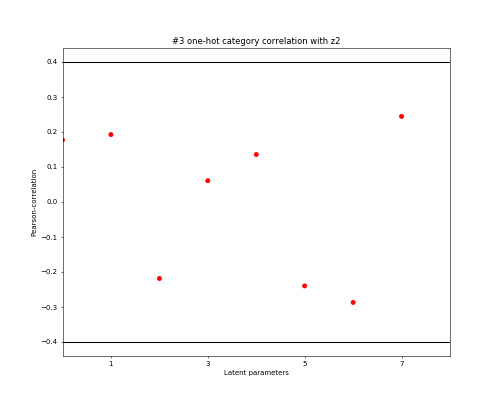 #3 one-hot category correlation with z2
0.4
0.3
0.2
0.1
0.0
−0.1
−0.2
−0.3
−0.4
Pearson-correlation
1 3 5 7
Latent parameters